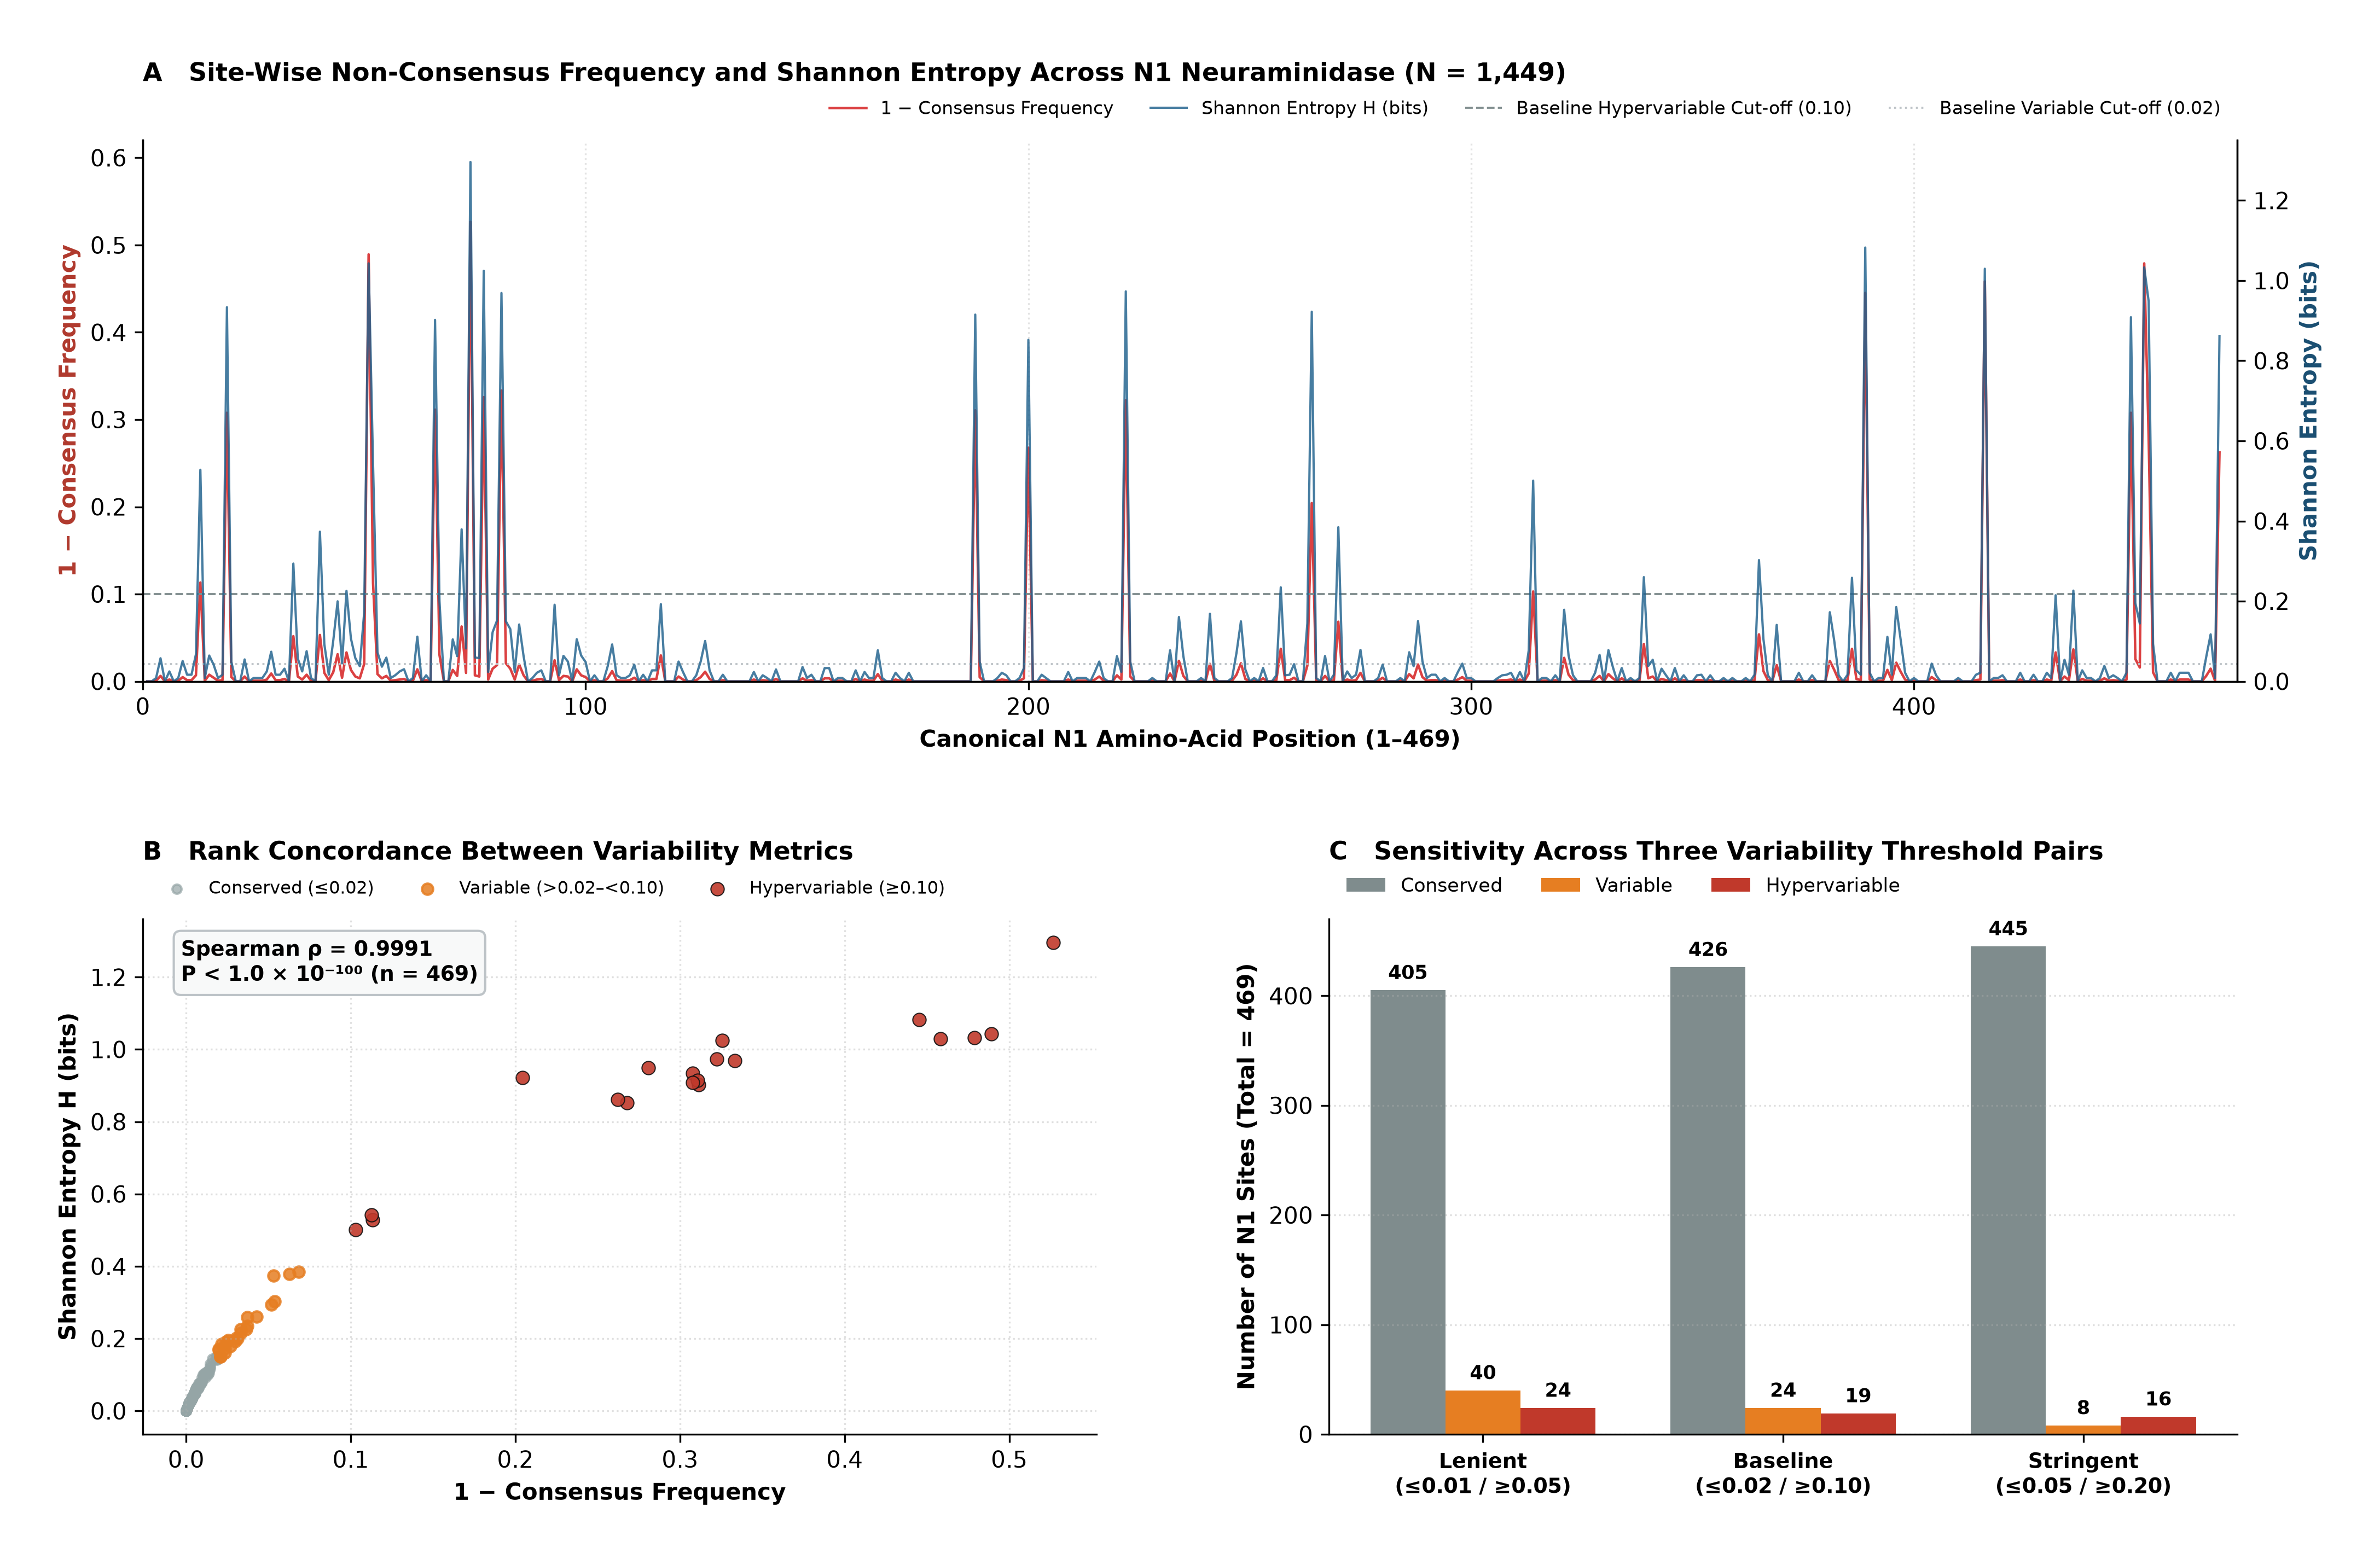 A Site-Wise Non-Consensus Frequency and Shannon Entropy Across N1 Neuraminidase (N = 1,449)
1 − Consensus Frequency
Shannon Entropy H (bits)
Baseline Hypervariable Cut-off (0.10)
Baseline Variable Cut-off (0.02)
1 − Consensus Frequency
0.6
0.5
0.4
0.3
0.2
0.1
0.0
1.2
1.0
0.8
0.6
0.4
0.2
0.0
Shannon Entropy (bits)
0 100 200 300 400
Canonical N1 Amino-Acid Position (1–469)
B Rank Concordance Between Variability Metrics
Conserved (≤0.02)
Variable (>0.02–<0.10)
Hypervariable (≥0.10)
Spearman ρ = 0.9991
P < 1.0 × 10⁻¹⁰⁰ (n = 469)
Shannon Entropy H (bits)
1.2
1.0
0.8
0.6
0.4
0.2
0.0
0.0 0.1 0.2 0.3 0.4 0.5
1 − Consensus Frequency
C Sensitivity Across Three Variability Threshold Pairs
Conserved
Variable
Hypervariable
Number of N1 Sites (Total = 469)
400
300
200
100
0
405
40
24
426
24
19
445
8
16
Lenient
(≤0.01 / ≥0.05)
Baseline
(≤0.02 / ≥0.10)
Stringent
(≤0.05 / ≥0.20)